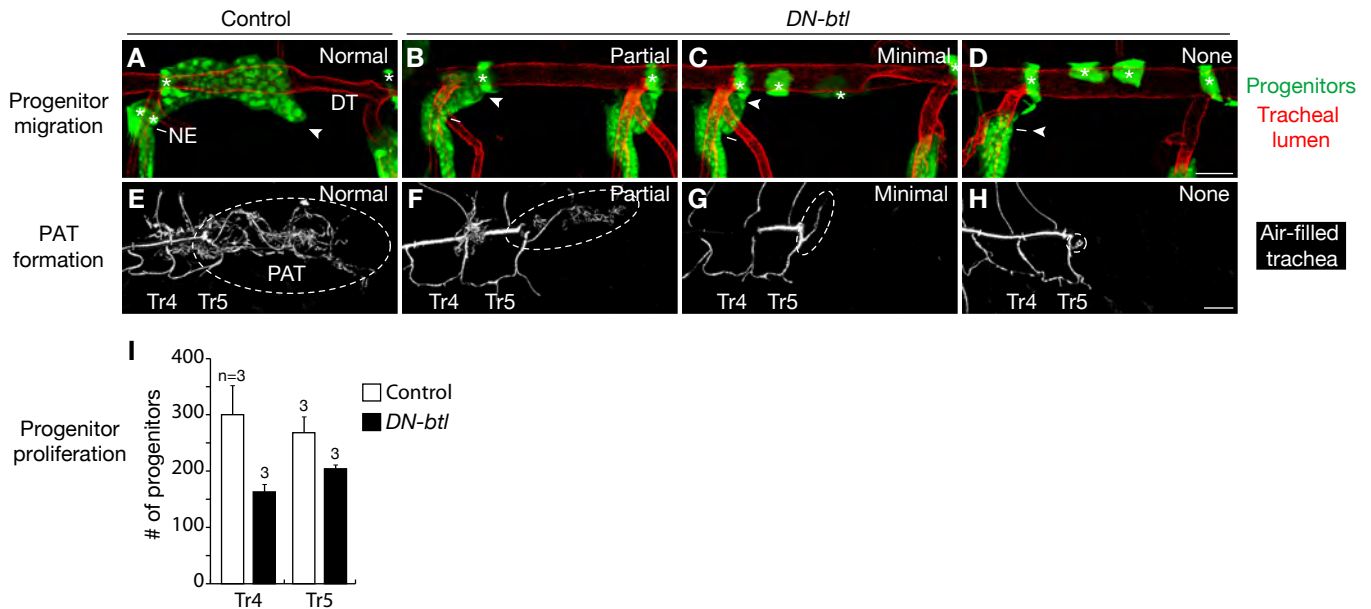 Control
DN-btl
Progenitor
migration
A
Normal
*
*
*
*
NE
DT
B
Partial
*
*
C
Minimal
*
*
*
*
D
None
*
*
*
*
Progenitors
Tracheal
lumen
PAT
formation
E
Normal
PAT
Tr4 Tr5
F
Partial
Tr4 Tr5
G
Minimal
Tr4 Tr5
H
None
Tr4 Tr5
Air-filled
trachea
I
Progenitor
proliferation
# of progenitors
400
300
200
100
0
n=3
3
3
3
Tr4 Tr5
Control
DN-btl